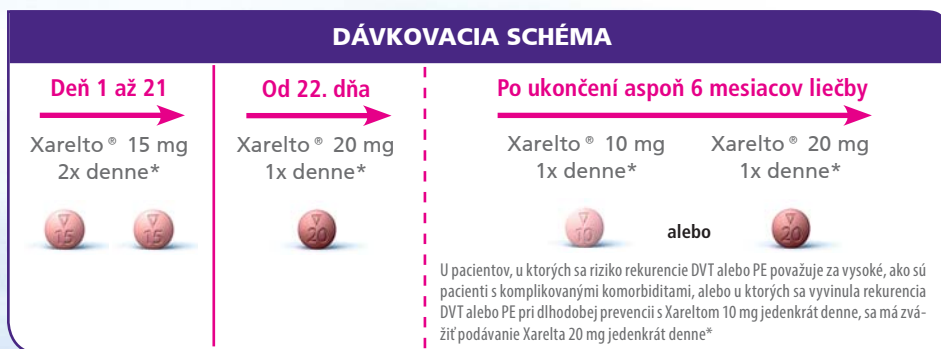 DÁVKOVACIA SCHÉMA
Deň 1 až 21
Xarelto ® 15 mg
2x denne*
15 15
Od 22. dňa
Xarelto ® 20 mg
1x denne*
20
Po ukončení aspoň 6 mesiacov liečby
Xarelto ® 10 mg
1x denne*
10
alebo
Xarelto ® 20 mg
1x denne*
20
U pacientov, u ktorých sa riziko rekurencie DVT alebo PE považuje za vysoké, ako sú
pacienti s komplikovanými komorbiditami, alebo u ktorých sa vyvinula rekurencia
DVT alebo PE pri dlhodobej prevencii s Xareltom 10 mg jedenkrát denne, sa má zvá-
žiť podávanie Xarelta 20 mg jedenkrát denne*